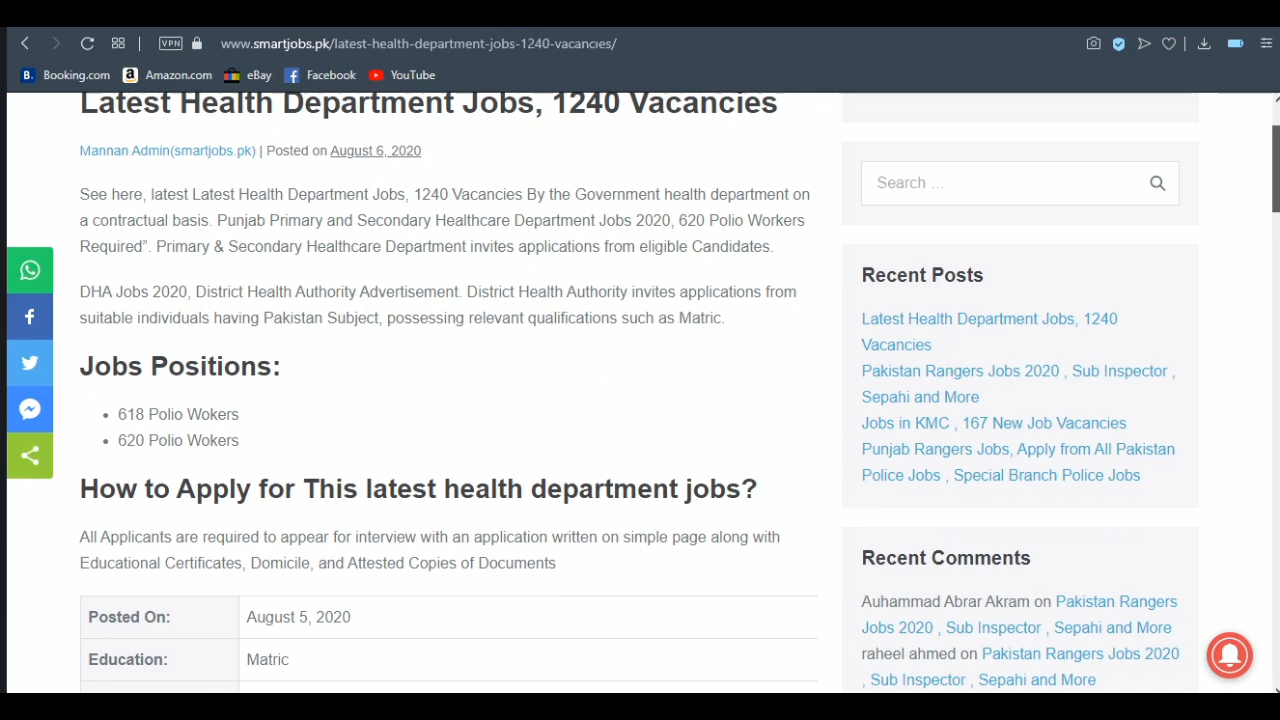 VPN
www.smartjobs.pk/latest-health-department-jobs-1240-vacancies/
B. Booking.com a Amazon.com eBay Facebook YouTube
Latest Health Department Jobs, 1240 Vacancies
Mannan Admin(smartjobs.pk) | Posted on August 6, 2020
See here, latest Latest Health Department Jobs, 1240 Vacancies By the Government health department on
a contractual basis. Punjab Primary and Secondary Healthcare Department Jobs 2020, 620 Polio Workers
Required”. Primary & Secondary Healthcare Department invites applications from eligible Candidates.
DHA Jobs 2020, District Health Authority Advertisement. District Health Authority invites applications from
suitable individuals having Pakistan Subject, possessing relevant qualifications such as Matric.
Jobs Positions:
618 Polio Wokers
620 Polio Wokers
How to Apply for This latest health department jobs?
All Applicants are required to appear for interview with an application written on simple page along with
Educational Certificates, Domicile, and Attested Copies of Documents
Posted On: August 5, 2020
Education: Matric
Search …
Recent Posts
Latest Health Department Jobs, 1240
Vacancies
Pakistan Rangers Jobs 2020 , Sub Inspector ,
Sepahi and More
Jobs in KMC , 167 New Job Vacancies
Punjab Rangers Jobs, Apply from All Pakistan
Police Jobs , Special Branch Police Jobs
Recent Comments
Auhammad Abrar Akram on Pakistan Rangers
Jobs 2020 , Sub Inspector , Sepahi and More
raheel ahmed on Pakistan Rangers Jobs 2020
, Sub Inspector , Sepahi and More